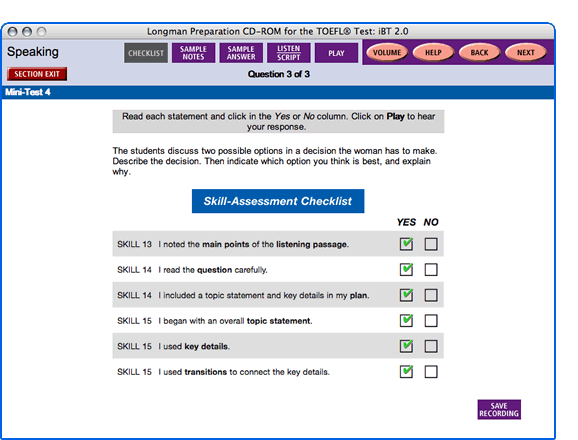 Longman Preparation CD-ROM for the TOEFL® Test: iBT 2.0
Speaking
CHECKLIST
SAMPLE
NOTES
SAMPLE
ANSWER
LISTEN
SCRIPT
PLAY
VOLUME
HELP
BACK
NEXT
SECTION EXIT
Question 3 of 3
Mini-Test 4
Read each statement and click in the Yes or No column. Click on Play to hear
your response.
The students discuss two possible options in a decision the woman has to make.
Describe the decision. Then indicate which option you think is best, and explain
why.
Skill-Assessment Checklist
YES NO
SKILL 13 I noted the main points of the listening passage.
SKILL 14 I read the question carefully.
SKILL 14 I included a topic statement and key details in my plan.
SKILL 15 I began with an overall topic statement.
SKILL 15 I used key details.
SKILL 15 I used transitions to connect the key details.
SAVE
RECORDING